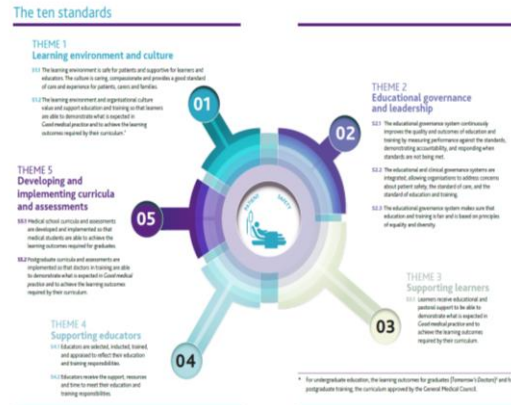 The ten standards
THEME 1
Learning environment and culture
S1.1 The learning environment is safe for patients and supportive for learners and
educators. The culture is caring, compassionate and provides a good standard
of care and experience for patients, carers and families.
S1.2 The learning environment and organisational culture
value and support education and training so that learners
are able to demonstrate what is expected in
Good medical practice and to achieve the learning
outcomes required by their curriculum.*
01
THEME 2
Educational governance
and leadership
S2.1 The educational governance system continuously
improves the quality and outcomes of education and
training by measuring performance against the standards,
demonstrating accountability, and responding when
standards are not being met.
S2.2 The educational and clinical governance systems are
integrated, allowing organisations to address concerns
about patient safety, the standard of care, and the
standard of education and training.
S2.3 The educational governance system makes sure that
education and training is fair and is based on principles
of equality and diversity.
02
THEME 5
Developing and
implementing curricula
and assessments
S5.1 Medical school curricula and assessments
are developed and implemented so that
medical students are able to achieve the
learning outcomes required for graduates.
S5.2 Postgraduate curricula and assessments are
implemented so that doctors in training are able
to demonstrate what is expected in Good medical
practice and to achieve the learning outcomes
required by their curriculum.
05
PATIENT SAFETY
THEME 3
Supporting learners
S3.1 Learners receive educational and
pastoral support to be able to
demonstrate what is expected in
Good medical practice and to
achieve the learning outcomes
required by their curriculum.
03
THEME 4
Supporting educators
S4.1 Educators are selected, inducted, trained,
and appraised to reflect their education
and training responsibilities.
S4.2 Educators receive the support, resources
and time to meet their education and
training responsibilities.
04
* For undergraduate education, the learning outcomes for graduates (Tomorrow's Doctors) and
postgraduate training, the curriculum approved by the General Medical Council.